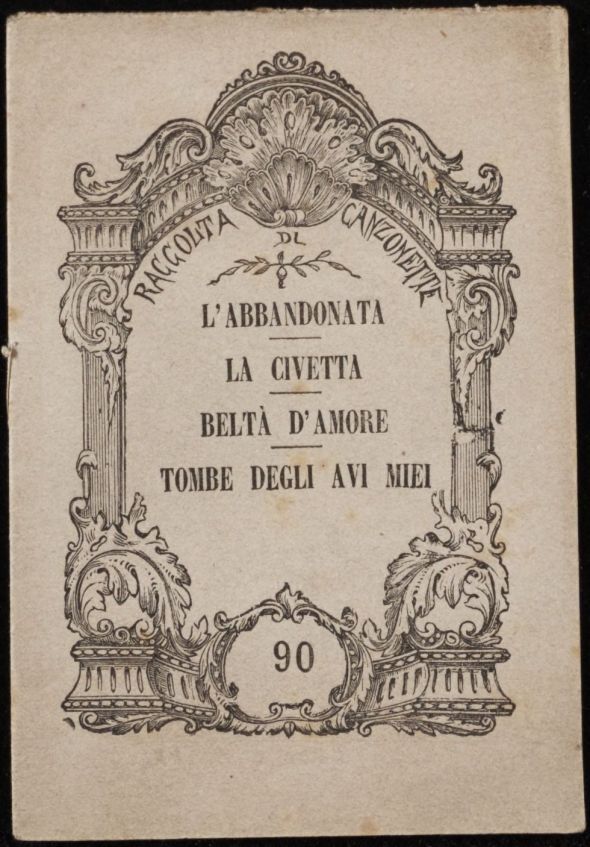 RACCOLTA DI CANZONETTE
L'ABBANDONATA
LA CIVETTA
BELTÀ D'AMORE
TOMBE DEGLI AVI MIEI
90